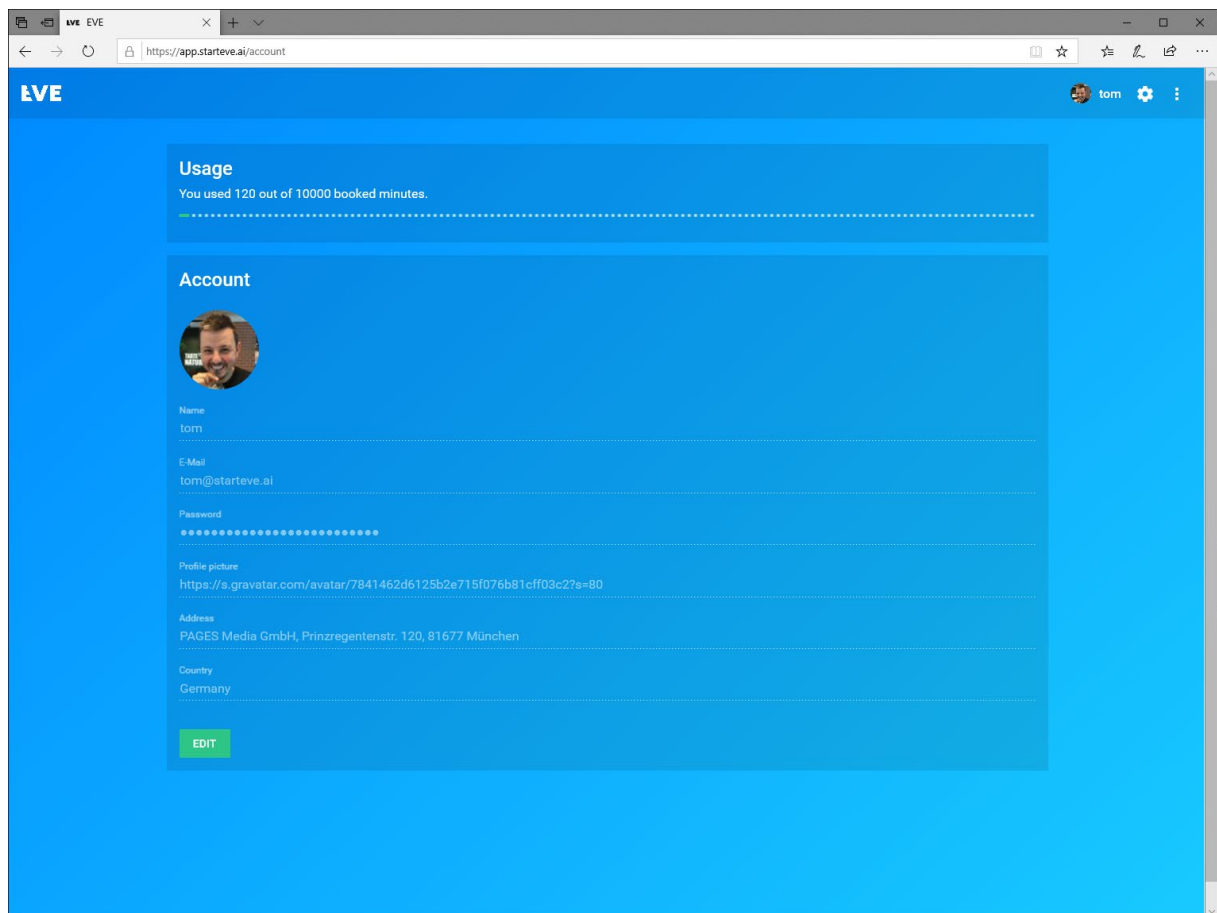 EVE EVE
https://app.starteve.ai/account
EVE
tom
Usage
You used 120 out of 10000 booked minutes.
Account
Name
tom
E-Mail
tom@starteve.ai
Password
Profile picture
https://s.gravatar.com/avatar/7841462d6125b2e715f076b81cff03c2?s=80
Address
PAGES Media GmbH, Prinzregentenstr. 120, 81677 München
Country
Germany
EDIT